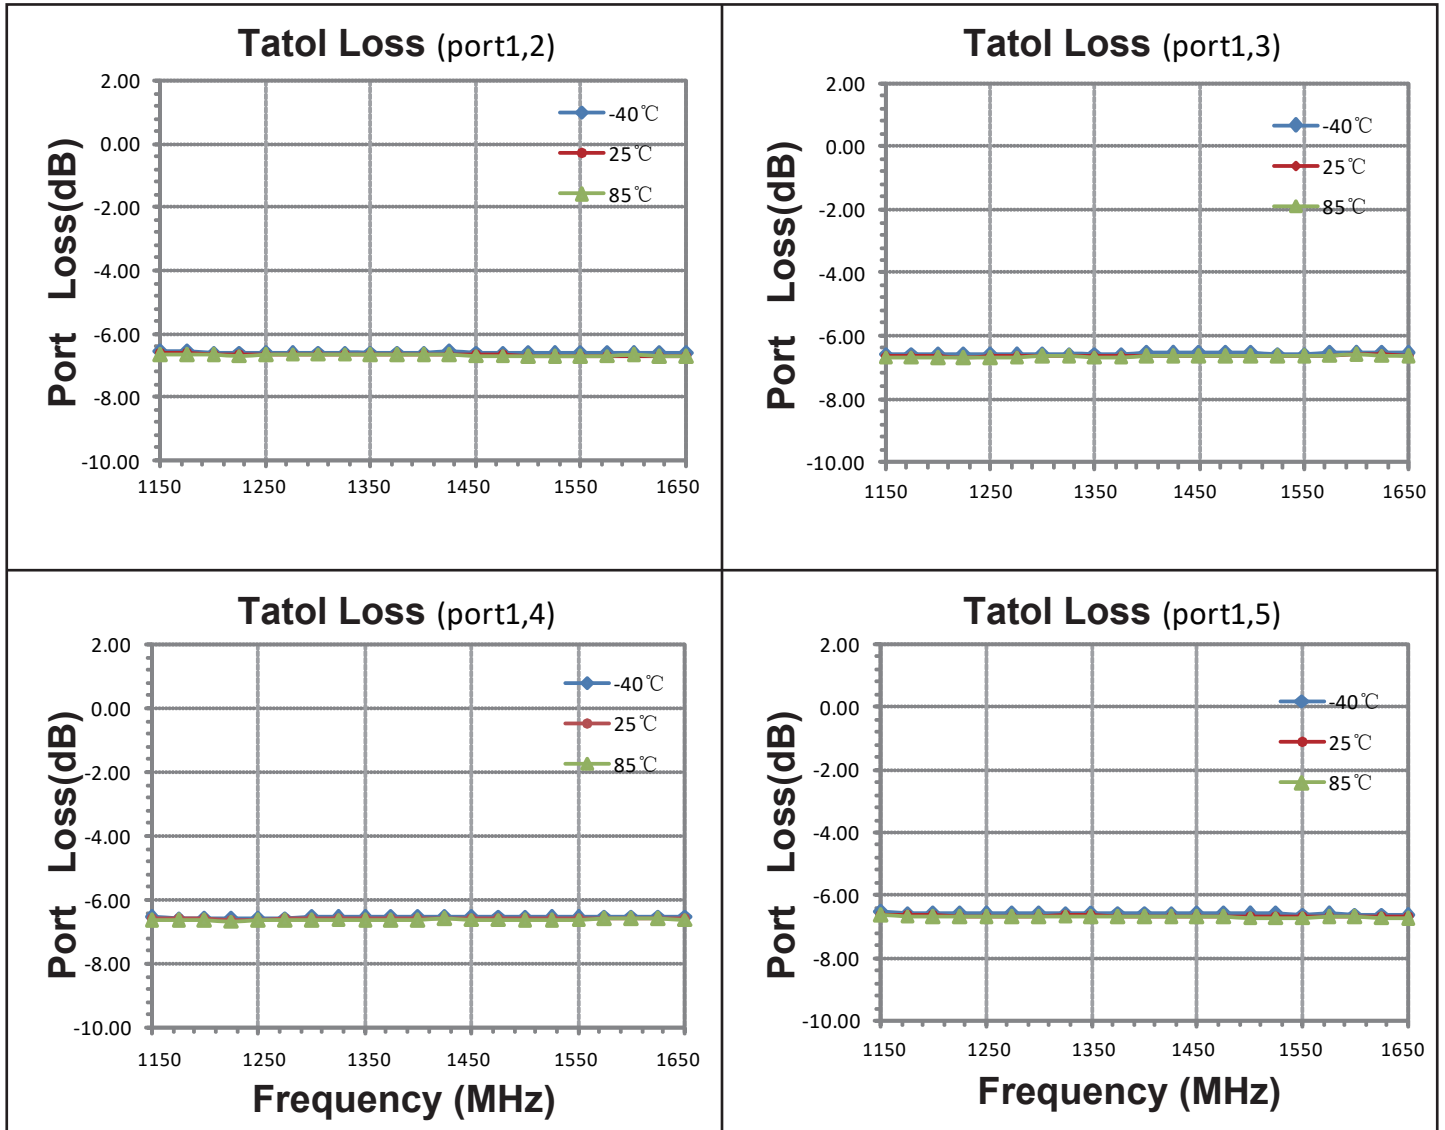 Tatol Loss (port1,2)
Port Loss(dB)
2.00
0.00
-2.00
-4.00
-6.00
-8.00
-10.00
-40℃
25℃
85℃
1150 1250 1350 1450 1550 1650
Tatol Loss (port1,3)
Port Loss(dB)
2.00
0.00
-2.00
-4.00
-6.00
-8.00
-10.00
-40℃
25℃
85℃
1150 1250 1350 1450 1550 1650
Tatol Loss (port1,4)
Port Loss(dB)
2.00
0.00
-2.00
-4.00
-6.00
-8.00
-10.00
-40℃
25℃
85℃
1150 1250 1350 1450 1550 1650
Frequency (MHz)
Tatol Loss (port1,5)
Port Loss(dB)
2.00
0.00
-2.00
-4.00
-6.00
-8.00
-10.00
-40℃
25℃
85℃
1150 1250 1350 1450 1550 1650
Frequency (MHz)